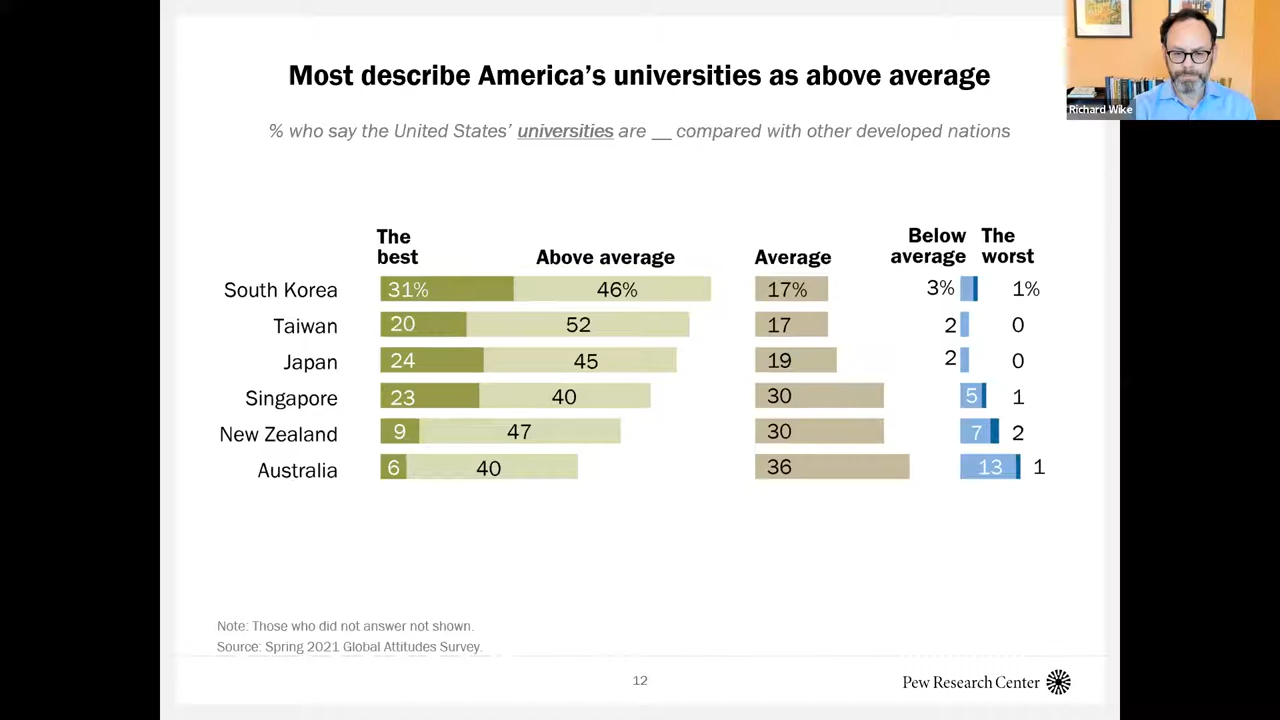 Most describe America's universities as above average
Richard Wike
% who say the United States' universities are __ compared with other developed nations
The best Above average Average Below average The worst
South Korea 31% 46% 17% 3% 1%
Taiwan 20 52 17 2 0
Japan 24 45 19 2 0
Singapore 23 40 30 5 1
New Zealand 9 47 30 7 2
Australia 6 40 36 13 1
Note: Those who did not answer not shown.
Source: Spring 2021 Global Attitudes Survey.
12
Pew Research Center